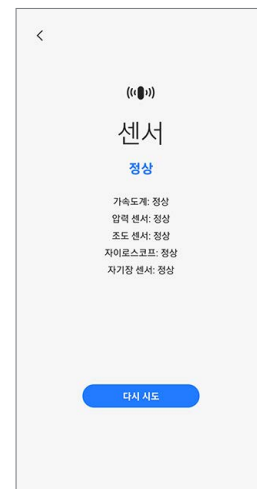 센서
정상
가속도계: 정상
압력 센서: 정상
조도 센서: 정상
자이로스코프: 정상
자기장 센서: 정상
다시 시도